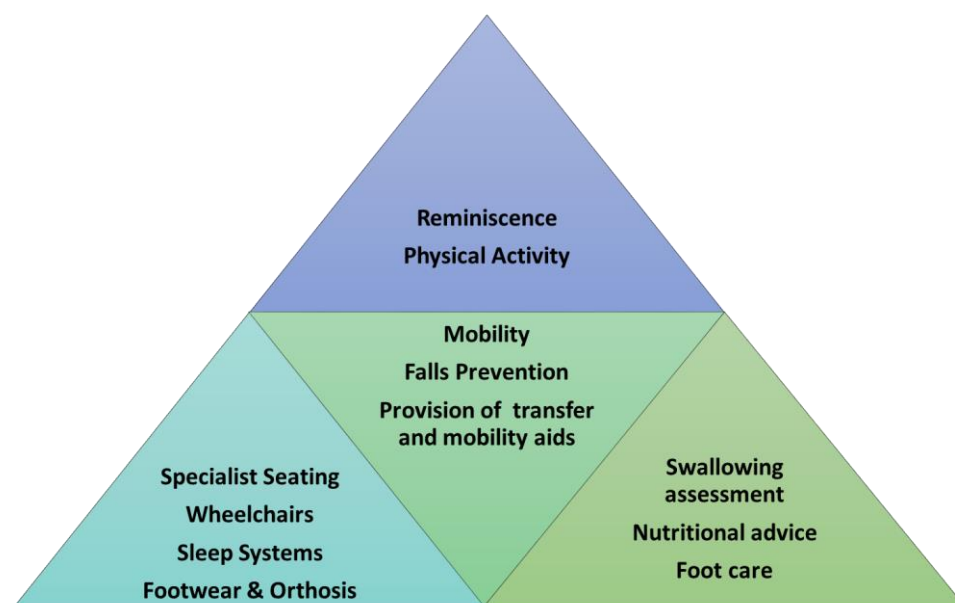 Reminiscence
Physical Activity
Mobility
Falls Prevention
Provision of transfer
and mobility aids
Specialist Seating
Wheelchairs
Sleep Systems
Footwear & Orthosis
Swallowing
assessment
Nutritional advice
Foot care